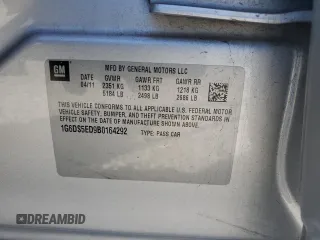 GM
MFD BY GENERAL MOTORS LLC
DATE GVWR GAWR FRT GAWR RR
04/11 2351 KG 1133 KG 1218 KG
5184 LB 2498 LB 2686 LB
THIS VEHICLE CONFORMS TO ALL APPLICABLE U.S. FEDERAL MOTOR
VEHICLE SAFETY, BUMPER, AND THEFT PREVENTION STANDARDS
IN EFFECT ON THE DATE OF MANUFACTURE SHOWN ABOVE.
1G6DS5ED9B0164292 TYPE: PASS CAR
DREAMBID